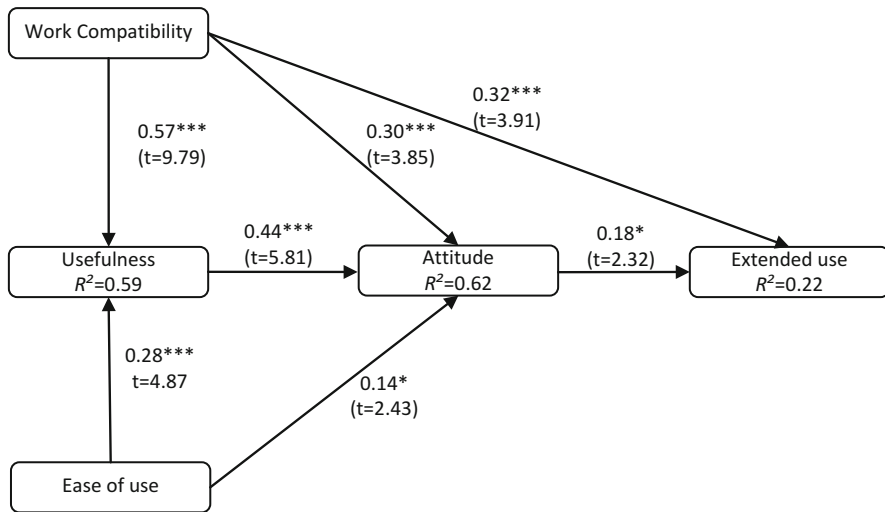 Work Compatibility
0.32***
(t=3.91)
0.57***
(t=9.79)
0.30***
(t=3.85)
0.44***
(t=5.81)
0.18*
(t=2.32)
Usefulness
R²=0.59
Attitude
R²=0.62
Extended use
R²=0.22
0.28***
t=4.87
0.14*
(t=2.43)
Ease of use